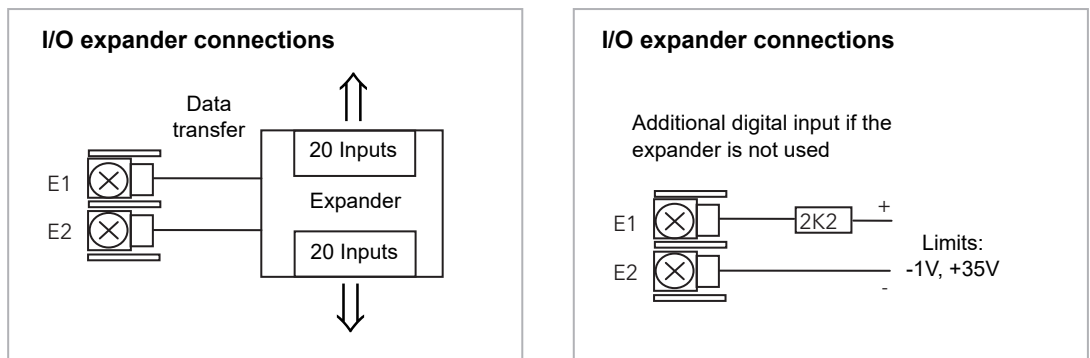 I/O expander connections
Data
transfer
20 Inputs
E1
Expander
E2
20 Inputs
I/O expander connections
Additional digital input if the
expander is not used
+
E1
2K2
Limits:
-1V, +35V
E2
-